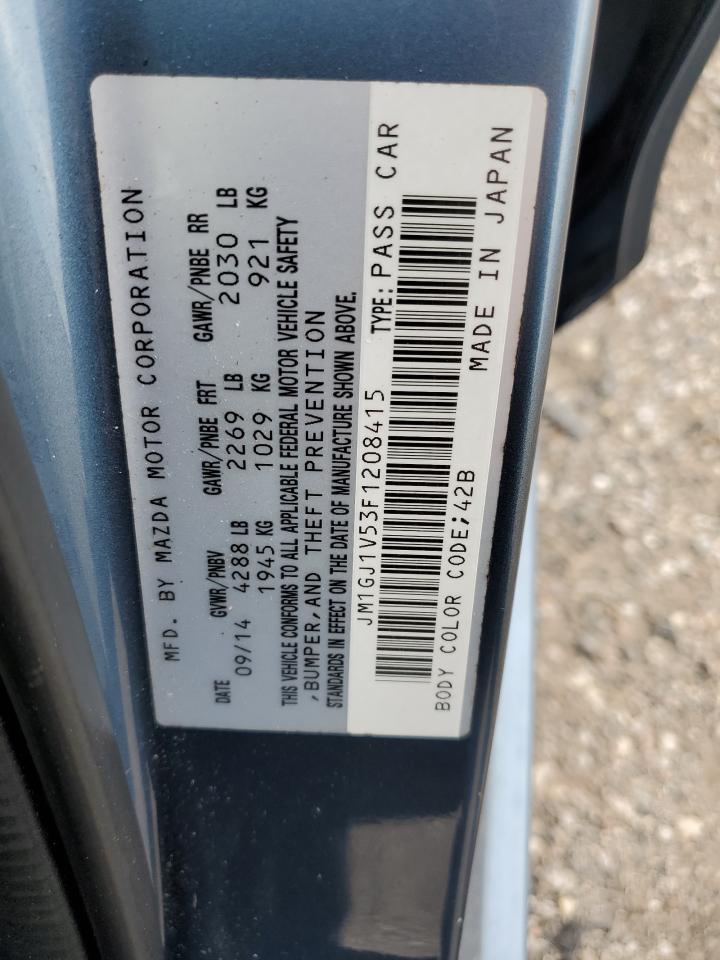 MFD. BY MAZDA MOTOR CORPORATION
DATE GVWR/PNBV GAWR/PNBE FRT GAWR/PNBE RR
09/14 4288 LB 2269 LB 2030 LB
1945 KG 1029 KG 921 KG
THIS VEHICLE CONFORMS TO ALL APPLICABLE FEDERAL MOTOR VEHICLE SAFETY
,BUMPER,AND THEFT PREVENTION
STANDARDS IN EFFECT ON THE DATE OF MANUFACTURE SHOWN ABOVE.
JM1GJ1V53F1208415 TYPE: PASS CAR
BODY COLOR CODE;42B MADE IN JAPAN